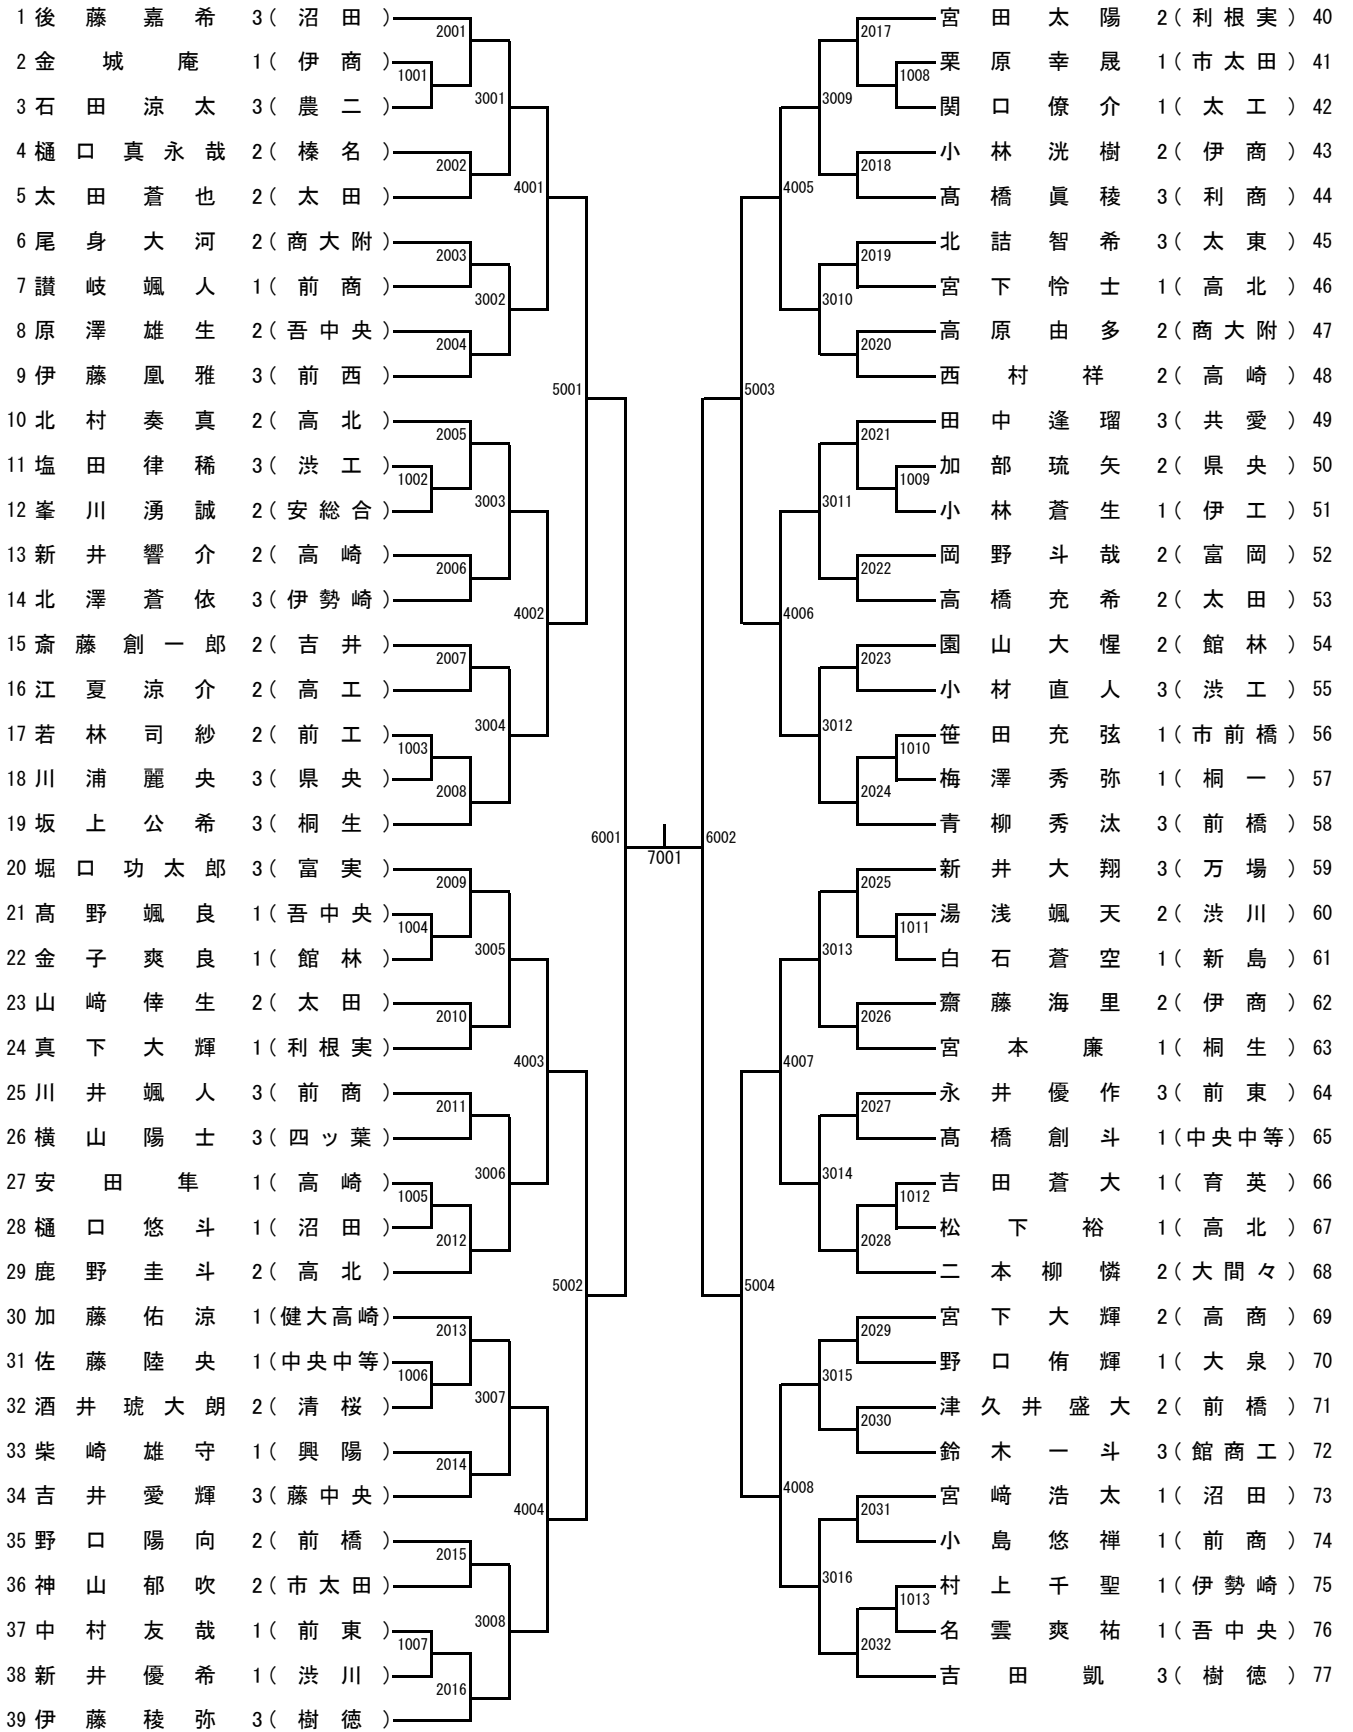 1 後藤嘉希 3(沼田) 宮田太陽 2(利根実) 40
2001 2017
2 金城庵 1(伊商) 栗原幸晟 1(市太田) 41
1001 1008
3 石田涼太 3(農二) 3001 3009 関口僚介 1(太工) 42
4 樋口真永哉 2(榛名) 小林洸樹 2(伊商) 43
2002 2018
4001 4005
5 太田蒼也 2(太田) 髙橋眞稜 3(利商) 44
6 尾身大河 2(商大附) 北詰智希 3(太東) 45
2003 2019
7 讃岐颯人 1(前商) 宮下怜士 1(高北) 46
3002 3010
8 原澤雄生 2(吾中央) 高原由多 2(商大附) 47
2004 2020
9 伊藤凰雅 3(前西) 西村祥 2(高崎) 48
5001 5003
10 北村奏真 2(高北) 田中逢瑠 3(共愛) 49
2005 2021
11 塩田律稀 3(渋工) 加部琉矢 2(県央) 50
1002 1009
3003 3011
12 峯川湧誠 2(安総合) 小林蒼生 1(伊工) 51
13 新井響介 2(高崎) 岡野斗哉 2(富岡) 52
2006 2022
14 北澤蒼依 3(伊勢崎) 高橋充希 2(太田) 53
4002 4006
15 斎藤創一郎 2(吉井) 園山大惺 2(館林) 54
2007 2023
16 江夏涼介 2(高工) 小材直人 3(渋工) 55
3004 3012
17 若林司紗 2(前工) 笹田充弦 1(市前橋) 56
1003 1010
18 川浦麗央 3(県央) 梅澤秀弥 1(桐一) 57
2008 2024
19 坂上公希 3(桐生) 青柳秀汰 3(前橋) 58
6001 7001 6002
20 堀口功太郎 3(富実) 新井大翔 3(万場) 59
2009 2025
21 髙野颯良 1(吾中央) 湯浅颯天 2(渋川) 60
1004 1011
3005 3013
22 金子爽良 1(館林) 白石蒼空 1(新島) 61
23 山﨑倖生 2(太田) 齋藤海里 2(伊商) 62
2010 2026
24 真下大輝 1(利根実) 宮本廉 1(桐生) 63
4003 4007
25 川井颯人 3(前商) 永井優作 3(前東) 64
2011 2027
26 横山陽士 3(四ッ葉) 髙橋創斗 1(中央中等) 65
3006 3014
27 安田隼 1(高崎) 吉田蒼大 1(育英) 66
1005 1012
28 樋口悠斗 1(沼田) 松下裕 1(高北) 67
2012 2028
29 鹿野圭斗 2(高北) 二本柳憐 2(大間々) 68
5002 5004
30 加藤佑涼 1(健大高崎) 宮下大輝 2(高商) 69
2013 2029
31 佐藤陸央 1(中央中等) 野口侑輝 1(大泉) 70
1006 3015
3007
32 酒井琥大朗 2(清桜) 津久井盛大 2(前橋) 71
2030
33 柴崎雄守 1(興陽) 鈴木一斗 3(館商工) 72
2014 4008
34 吉井愛輝 3(藤中央) 宮﨑浩太 1(沼田) 73
4004 2031
35 野口陽向 2(前橋) 小島悠禅 1(前商) 74
2015
3016
36 神山郁吹 2(市太田) 村上千聖 1(伊勢崎) 75
3008 1013
37 中村友哉 1(前東) 名雲爽祐 1(吾中央) 76
1007 2032
38 新井優希 1(渋川) 吉田凱 3(樹徳) 77
2016
39 伊藤稜弥 3(樹徳)